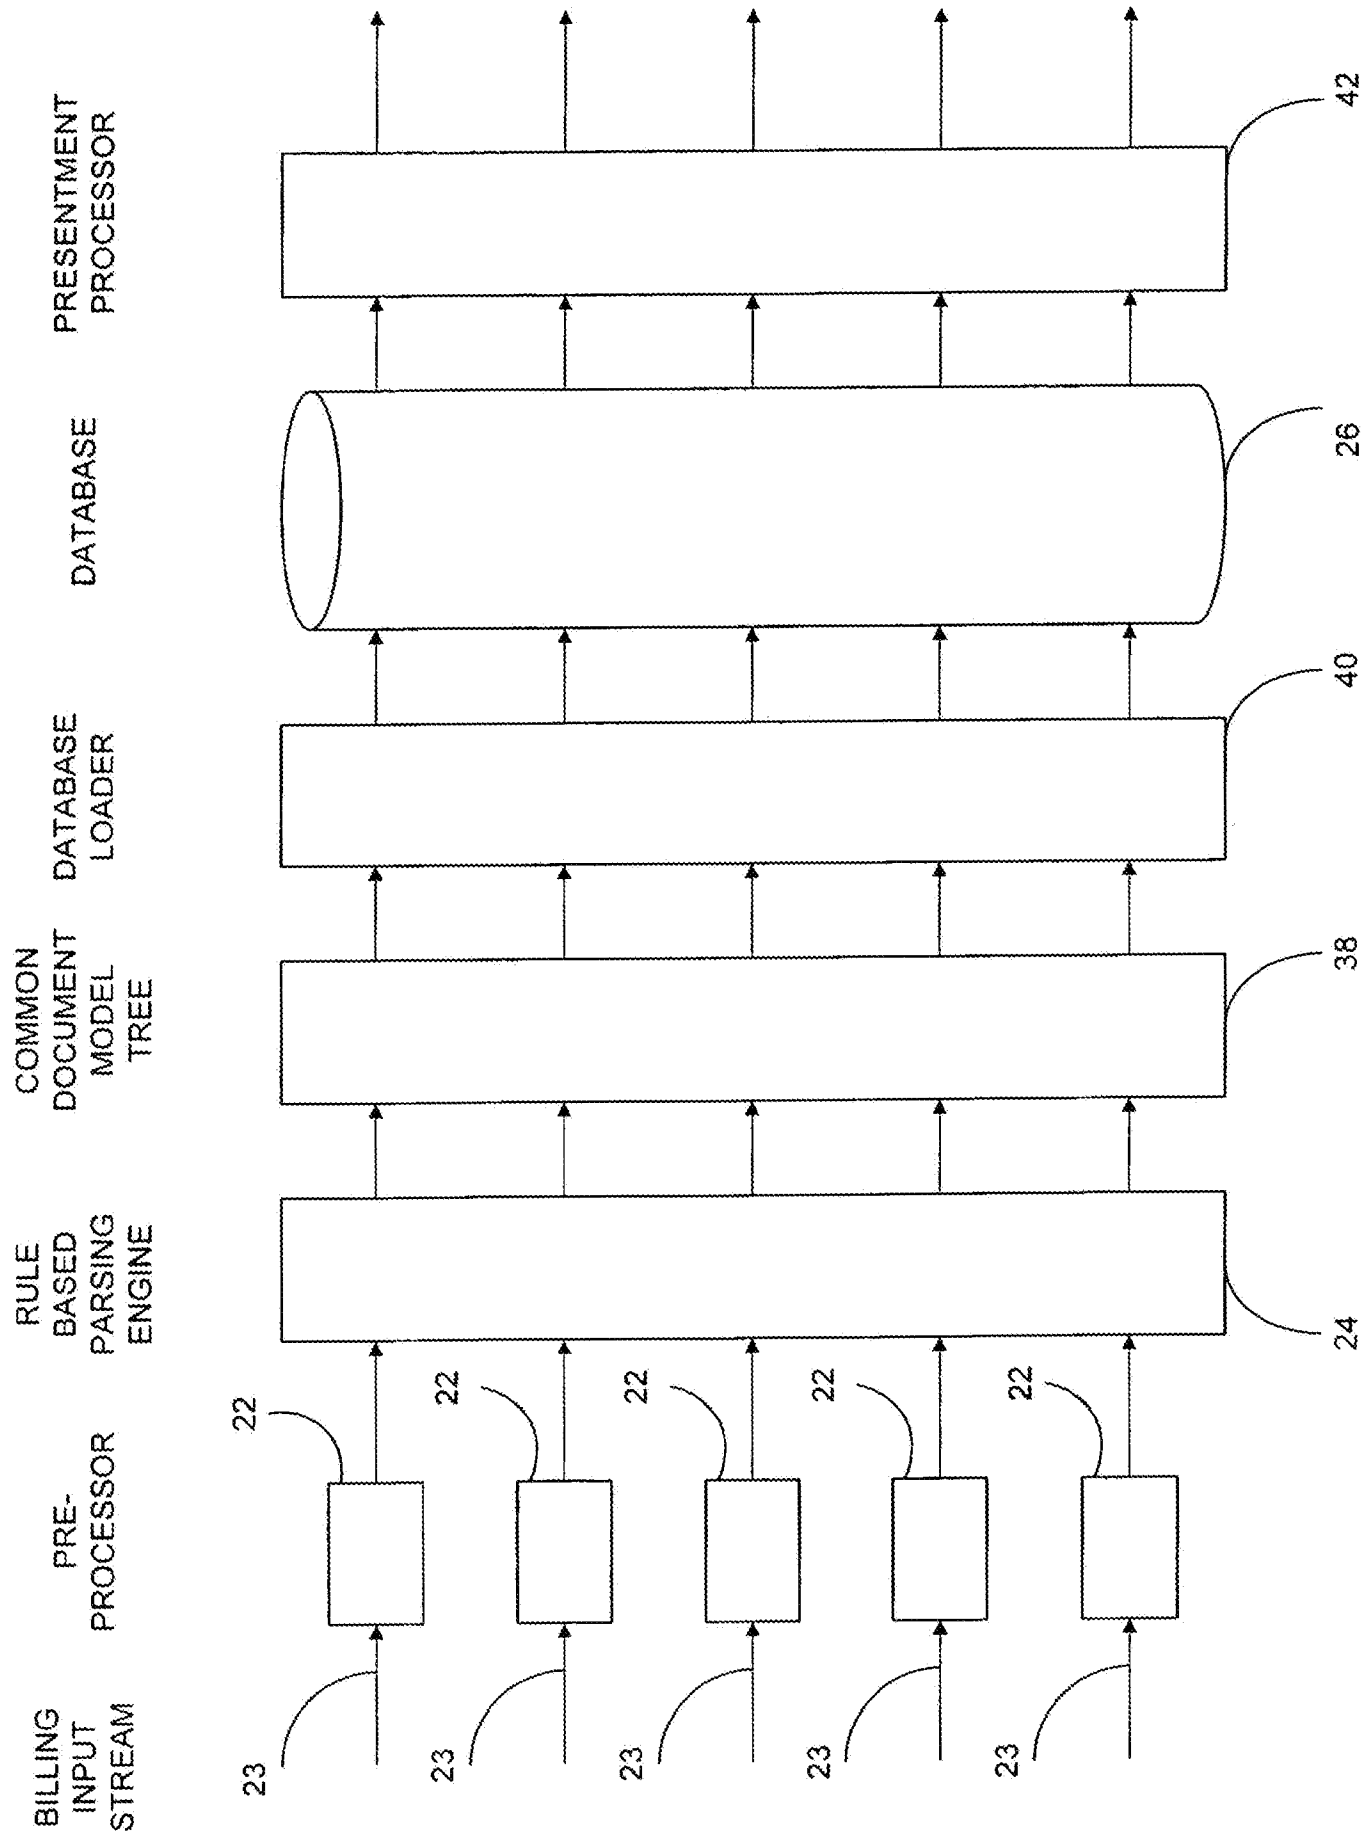 BILLING
INPUT
STREAM
PRE-
PROCESSOR
RULE
BASED
PARSING
ENGINE
COMMON
DOCUMENT
MODEL
TREE
DATABASE
LOADER
DATABASE
PRESENTMENT
PROCESSOR
23
22
23
22
23
22
23
22
23
22
24
38
40
26
42